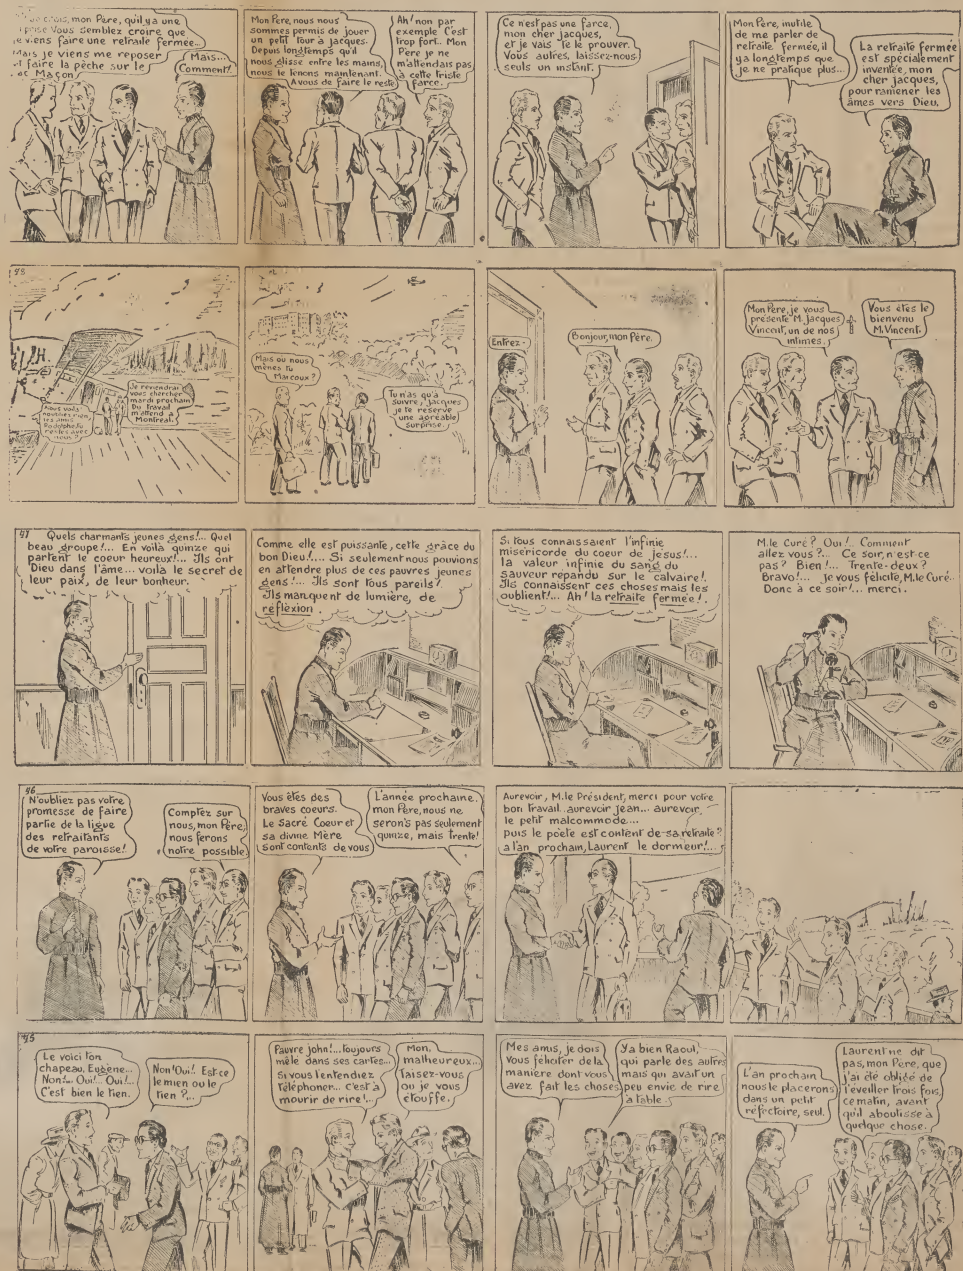 crois, mon Père, qu'il y a une
Vous semblez croire que
je viens faire une retraite fermée...
Mais je viens me reposer
et faire la pêche sur le
Lac Maçon!
Mais...
Comment?
Mon Père, nous nous
sommes permis de jouer
un petit tour à Jacques.
Depuis longtemps qu'il
nous glisse entre les mains,
nous le tenons maintenant.
A vous de faire le reste
Ah! non par
exemple C'est
trop fort.. Mon
Père je ne
m'attendais pas
à cette triste
farce.
Ce n'est pas une farce,
mon cher Jacques,
et je vais te le prouver.
Vous autres, laissez-nous
seuls un instant.
Mon Père, inutile
de me parler de
retraite fermée, il
y a longtemps que
je ne pratique plus...
La retraite fermée
est spécialement
inventée, mon
cher Jacques,
pour ramener les
âmes vers Dieu.
48
Je reviendrai
vous chercher
mardi prochain
Du travail
m'attend
Montréal.
Mais où nous
mènes tu
Marcoux?
Tu n'as qu'à
suivre, Jacques
je te réserve
une agréable
surprise.
Entrez-
Bonjour, mon Père.
Mon Père, je vous
présente M. Jacques
Vincent, un de nos
intimes.
Vous êtes le
bienvenu
M. Vincent.
47
Quels charmants jeunes gens!... Quel
beau groupe!... En voilà quinze qui
partent le coeur heureux!... Ils ont
Dieu dans l'âme... voilà le secret de
leur paix, de leur bonheur.
Comme elle est puissante, cette grâce du
bon Dieu!... Si seulement nous pouvions
en attendre plus de ces pauvres jeunes
gens!... Ils sont tous pareils!
Ils manquent de lumière, de
réflexion.
Si tous connaissaient l'infinie
miséricorde du coeur de jésus!...
la valeur infinie du sang du
Sauveur répandu sur le calvaire!
Ils connaissent ces choses mais les
oublient!... Ah! la retraite fermée!.
M. le Curé? Oui!. Comment
allez vous?... Ce soir, n'est-ce
pas? Bien!... Trente-deux?
Bravo!... Je vous félicite, M. le Curé.
Donc à ce soir!... merci.
46
N'oubliez pas votre
promesse de faire
partie de la ligue
des retraitants
de votre paroisse!
Comptez sur
nous, mon Père,
nous ferons
notre possible
Vous êtes des
braves coeurs.
Le Sacré Coeur et
sa divine Mère
sont contents de vous
L'année prochaine,
mon Père, nous ne
serons pas seulement
quinze, mais trente!
Aurevoir, M. le Président, merci pour votre
bon travail...aurevoir jean... aurevoir
le petit malcommode...
puis le poète est content de sa retraite?
a l'an prochain, Laurent le dormeur!...
45
Le voici ton
chapeau, Eugène...
Non!.. Oui!.. Oui!..
C'est bien le tien.
Non! Oui!. Est ce
le mien ou le
tien?...
Pauvre john!...Toujours
mêlé dans ses cartes...
Si vous l'entendiez
téléphoner... c'est à
mourir de rire!...
Mon.
malheureux..
taisez-vous
ou je vous
étouffe.
Mes amis, je dois
vous féliciter de la
manière dont vous
avez fait les choses
Y a bien Raoul,
qui parle des autres
mais qui avait un
peu envie de rire
à table.
L'an prochain
nous le placerons
dans un petit
réfectoire, seul.
Laurent ne dit
pas, mon Père, que
j'ai été obligé de
l'éveiller trois fois,
ce matin, avant
qu'il aboutisse à
quelque chose.